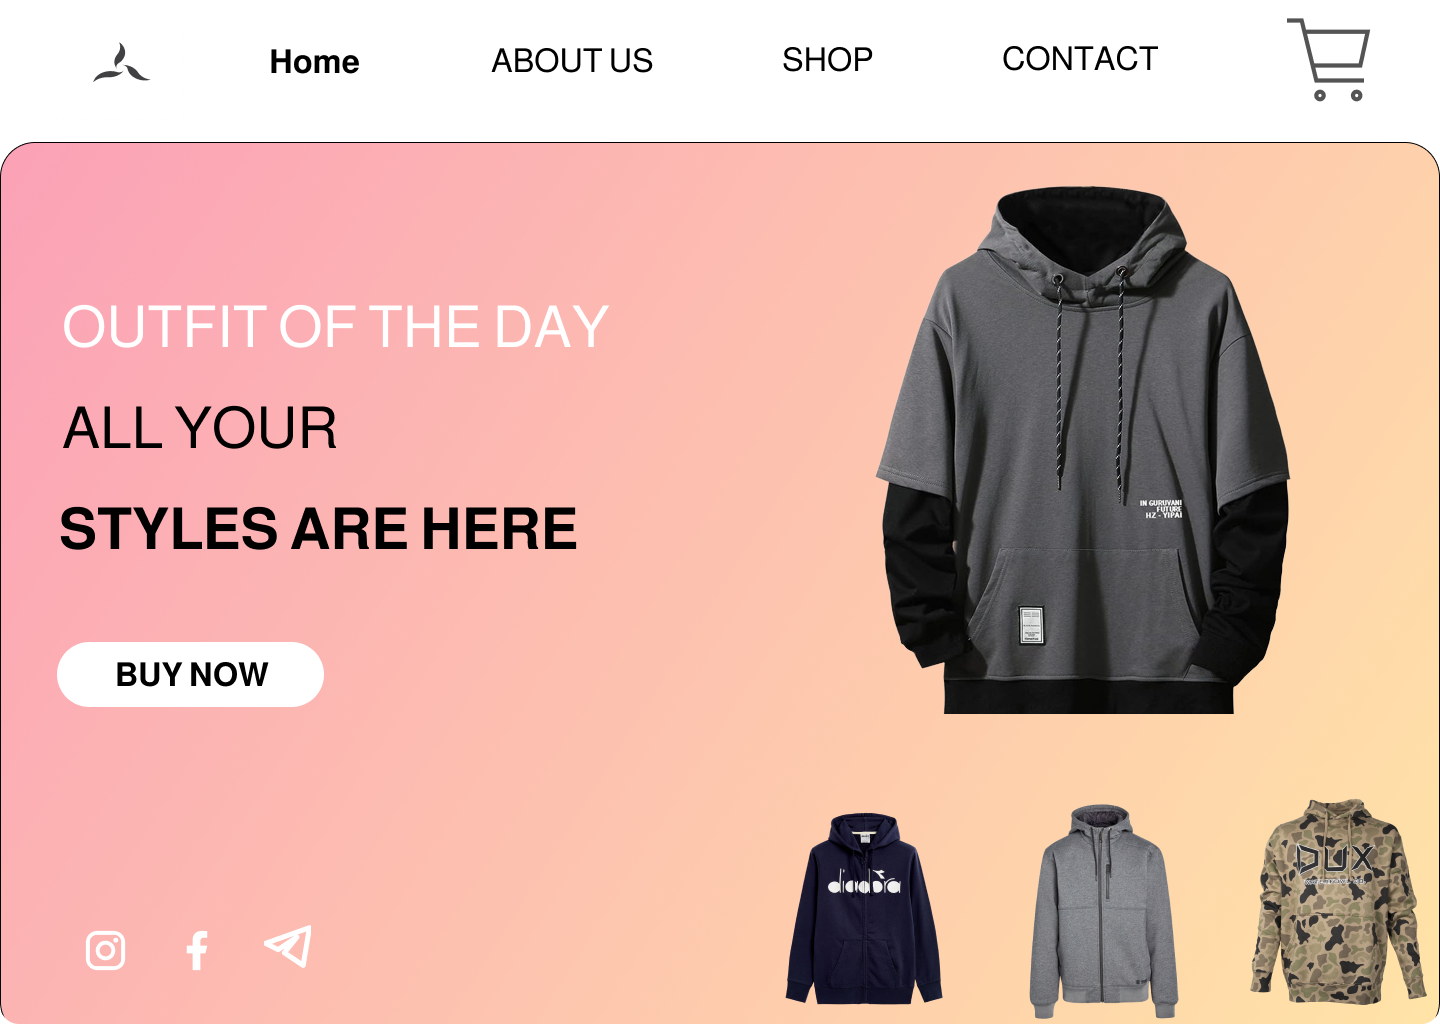 Home
ABOUT US
SHOP
CONTACT
OUTFIT OF THE DAY
ALL YOUR
STYLES ARE HERE
BUY NOW
IN GURUVANI
FUTURE
HZ - YIPAI
diadora
DUX